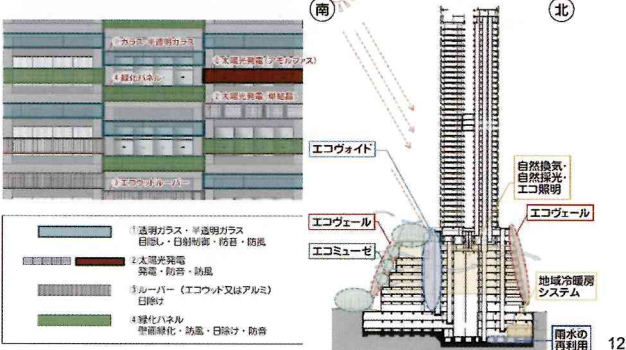 ①ガラス・半透明ガラス
②太陽光発電(アモルファス)
④緑化パネル
②太陽光発電(単結晶)
③エコウッドルーバー
①透明ガラス・半透明ガラス
目隠し・日射制御・防音・防風
②太陽光発電
発電・防音・防風
③ルーバー(エコウッド又はアルミ)
日除け
④緑化パネル
壁面緑化・防風・日除け・防音
南
北
エコヴォイド
自然換気・
自然採光・
エコ照明
エコヴェール
エコヴェール
エコミューゼ
地域冷暖房
システム
雨水の
再利用
12